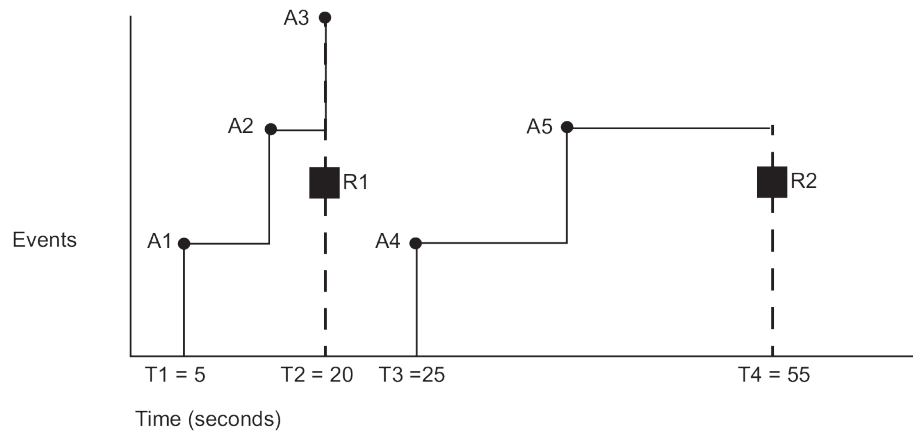 A3
A2
A5
R1
R2
Events
A1
A4
T1 = 5
T2 = 20
T3 =25
T4 = 55
Time (seconds)